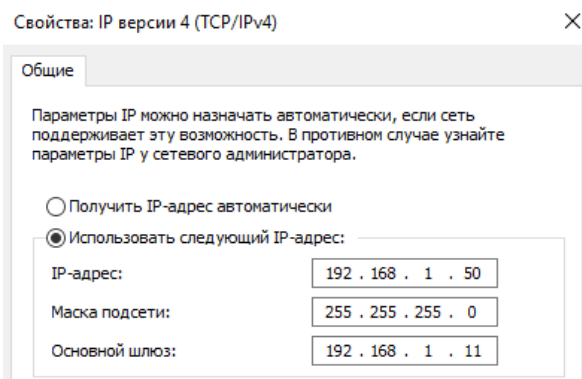 Свойства: IP версии 4 (TCP/IPv4)
Общие
Параметры IP можно назначать автоматически, если сеть
поддерживает эту возможность. В противном случае узнайте
параметры IP у сетевого администратора.
Получить IP-адрес автоматически
Использовать следующий IP-адрес:
IP-адрес: 192 . 168 . 1 . 50
Маска подсети: 255 . 255 . 255 . 0
Основной шлюз: 192 . 168 . 1 . 11